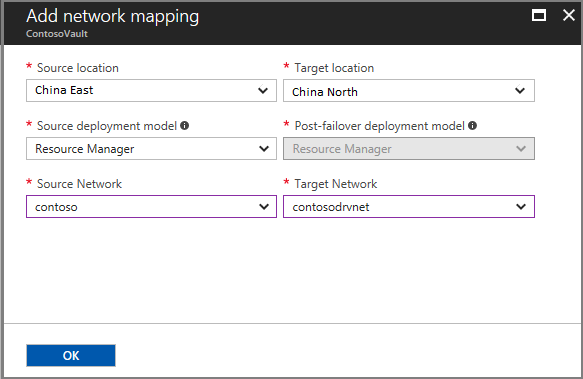 Add network mapping
ContosoVault
* Source location
* Target location
China East
China North
* Source deployment model
* Post-failover deployment model
Resource Manager
Resource Manager
* Source Network
* Target Network
contoso
contosodrvnet
OK